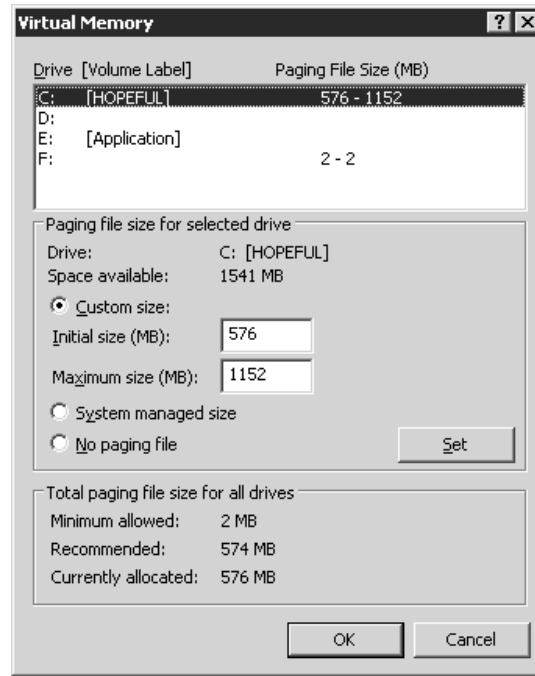 Virtual Memory
Drive [Volume Label] Paging File Size (MB)
C: [HOPEFUL] 576 - 1152
D:
E: [Application]
F: 2 - 2
Paging file size for selected drive
Drive: C: [HOPEFUL]
Space available: 1541 MB
Custom size:
Initial size (MB): 576
Maximum size (MB): 1152
System managed size
No paging file Set
Total paging file size for all drives
Minimum allowed: 2 MB
Recommended: 574 MB
Currently allocated: 576 MB
OK Cancel